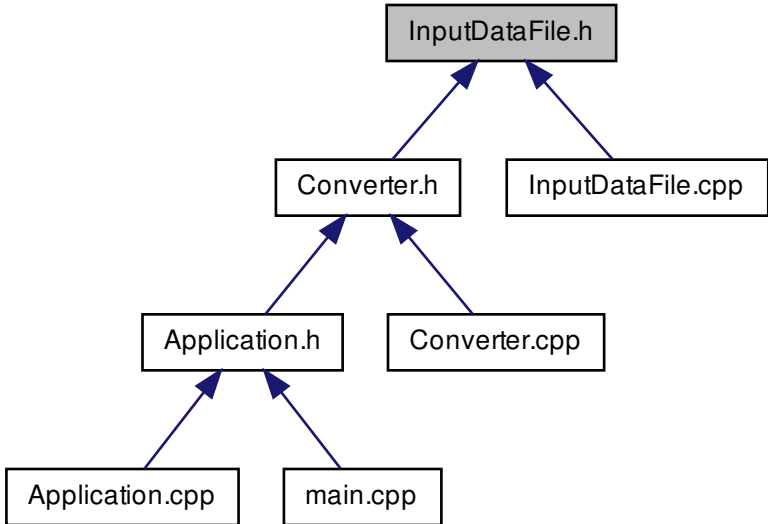 InputDataFile.h
Converter.h
InputDataFile.cpp
Application.h
Converter.cpp
Application.cpp
main.cpp